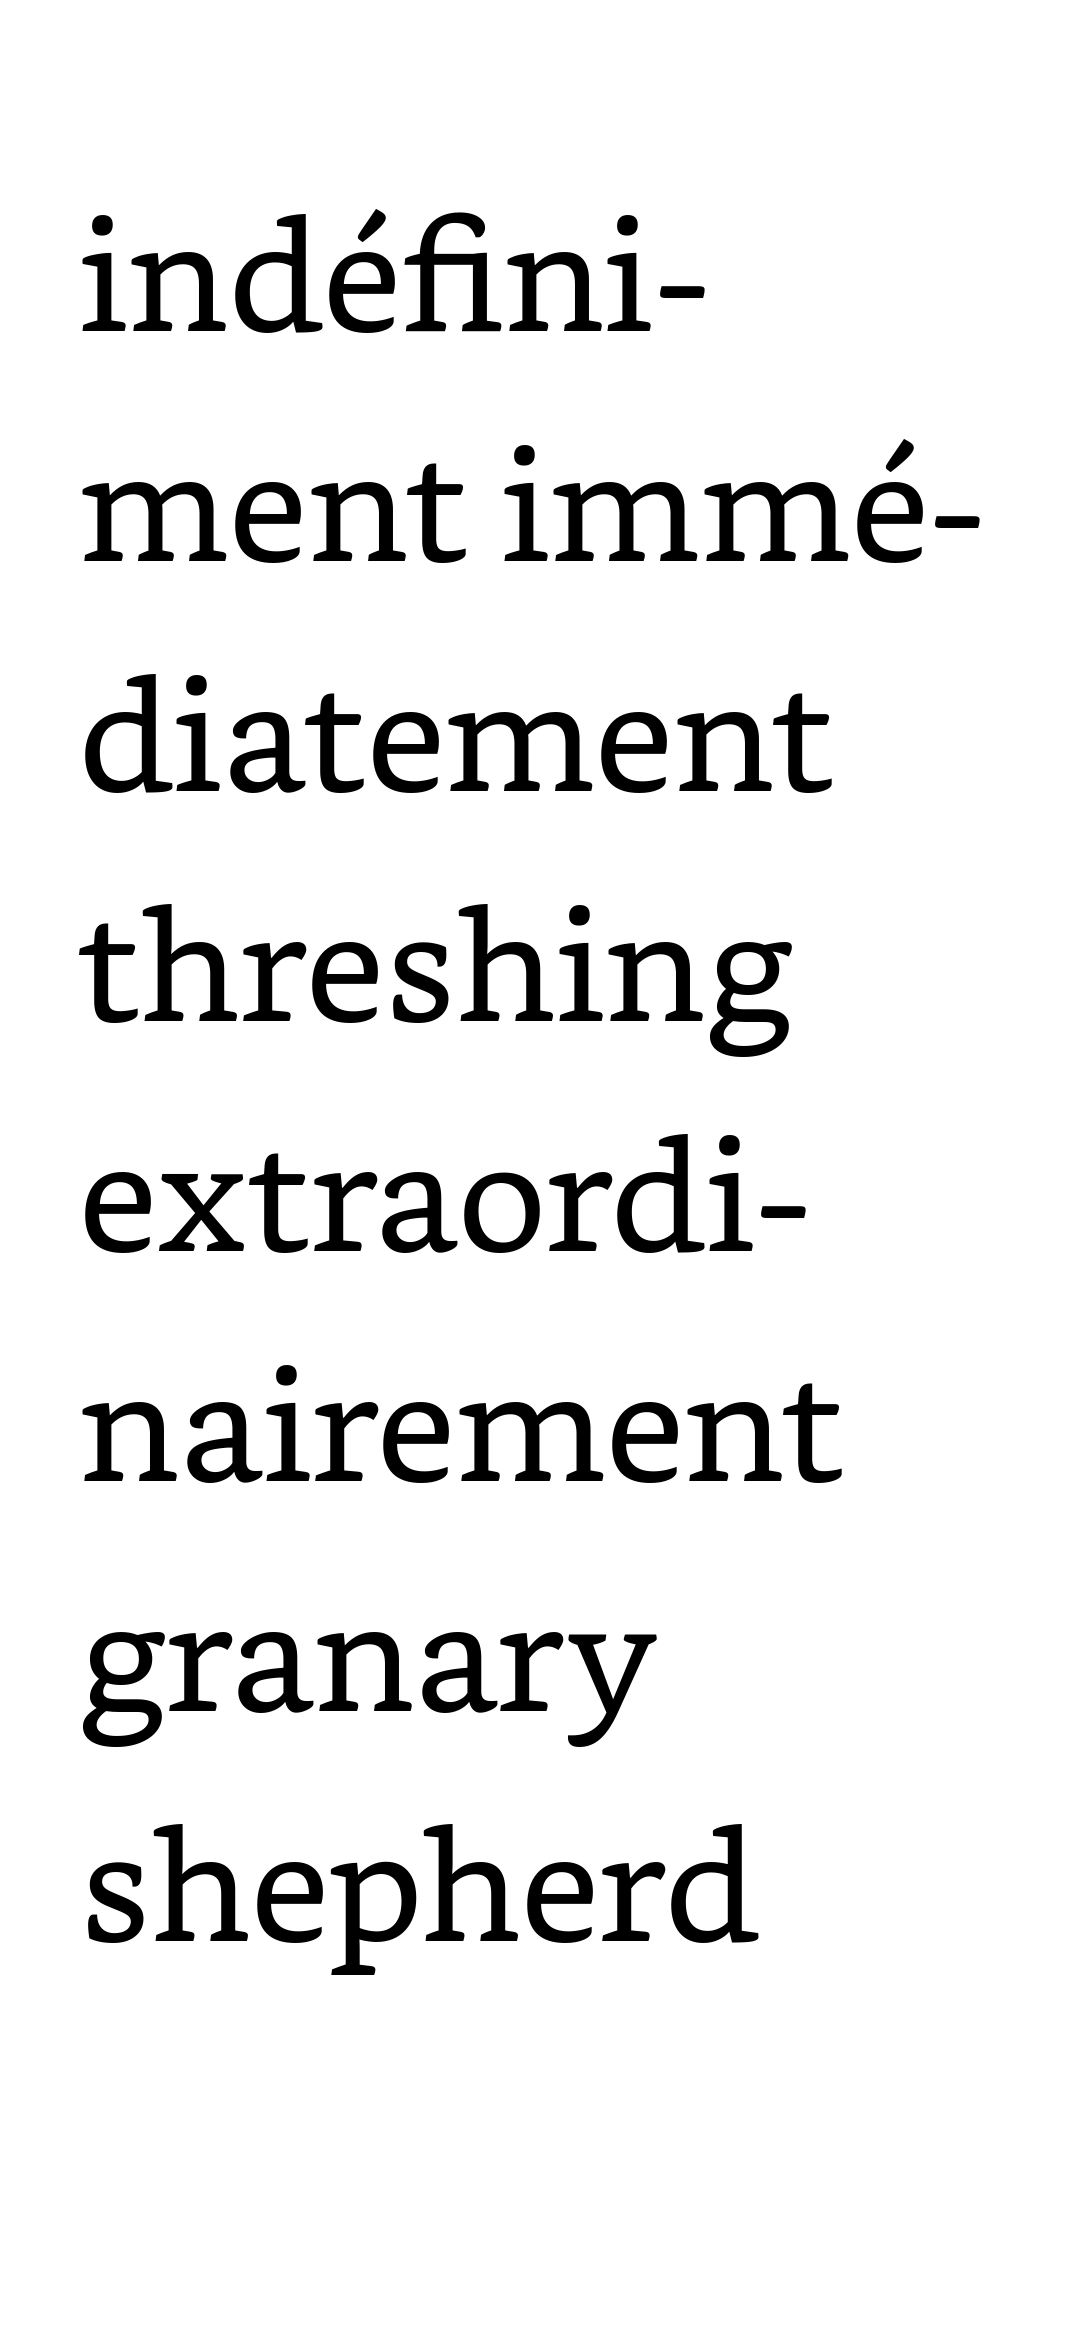 indéfini-
ment immé-
diatement
threshing
extraordi-
nairement
granary
shepherd